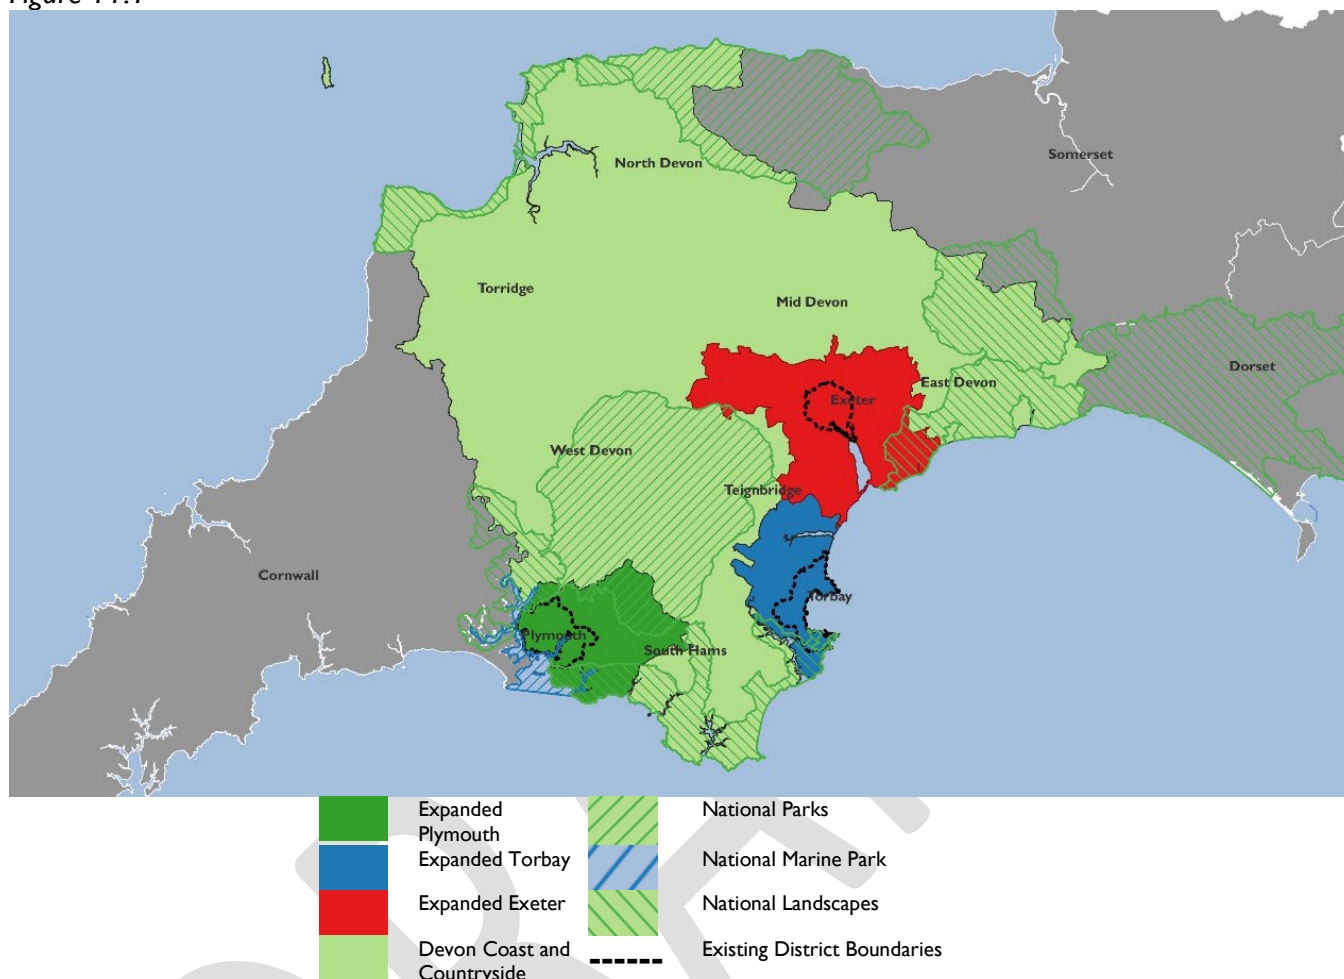 Figure
North Devon
Somerset
Torridge
Mid Devon
Dorset
East Devon
Exeter
West Devon
Teignbridge
Cornwall
Torbay
Plymouth
South Hams
Expanded
Plymouth
National Parks
Expanded Torbay
National Marine Park
Expanded Exeter
National Landscapes
Devon Coast and
Countryside
Existing District Boundaries